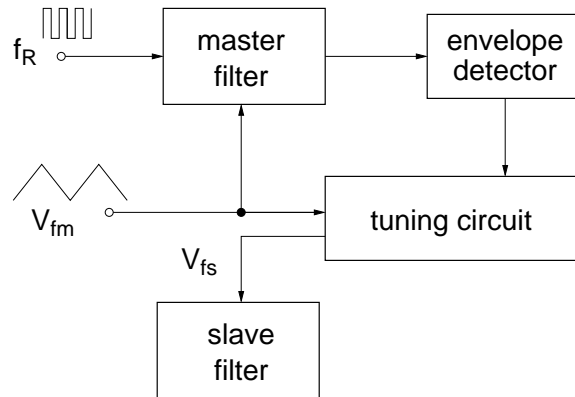 f_R
master
filter
envelope
detector
V_fm
tuning circuit
V_fs
slave
filter